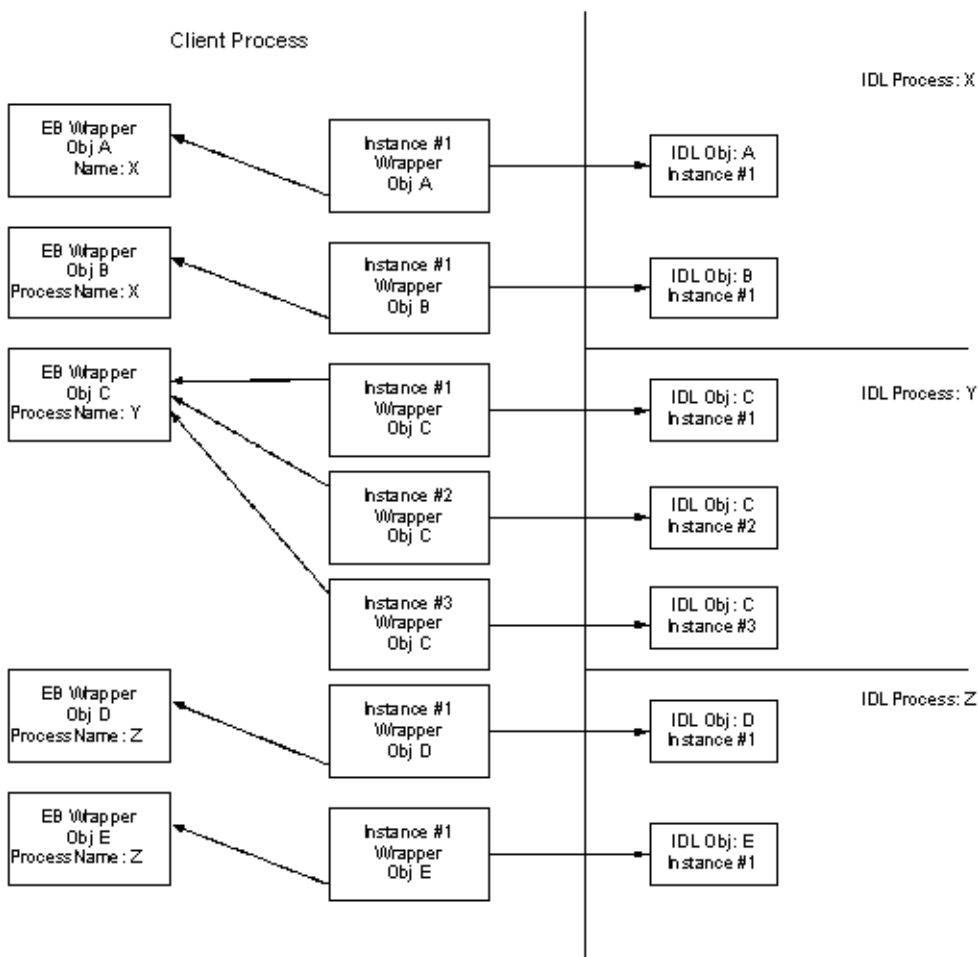 Client Process
IDL Process: X
EB Wrapper
Obj A
Name: X
Instance #1
Wrapper
Obj A
IDL Obj: A
Instance #1
EB Wrapper
Obj B
Process Name: X
Instance #1
Wrapper
Obj B
IDL Obj: B
Instance #1
EB Wrapper
Obj C
Process Name: Y
Instance #1
Wrapper
Obj C
IDL Obj: C
Instance #1
IDL Process: Y
Instance #2
Wrapper
Obj C
IDL Obj: C
Instance #2
Instance #3
Wrapper
Obj C
IDL Obj: C
Instance #3
EB Wrapper
Obj D
Process Name: Z
Instance #1
Wrapper
Obj D
IDL Obj: D
Instance #1
IDL Process: Z
EB Wrapper
Obj E
Process Name: Z
Instance #1
Wrapper
Obj E
IDL Obj: E
Instance #1